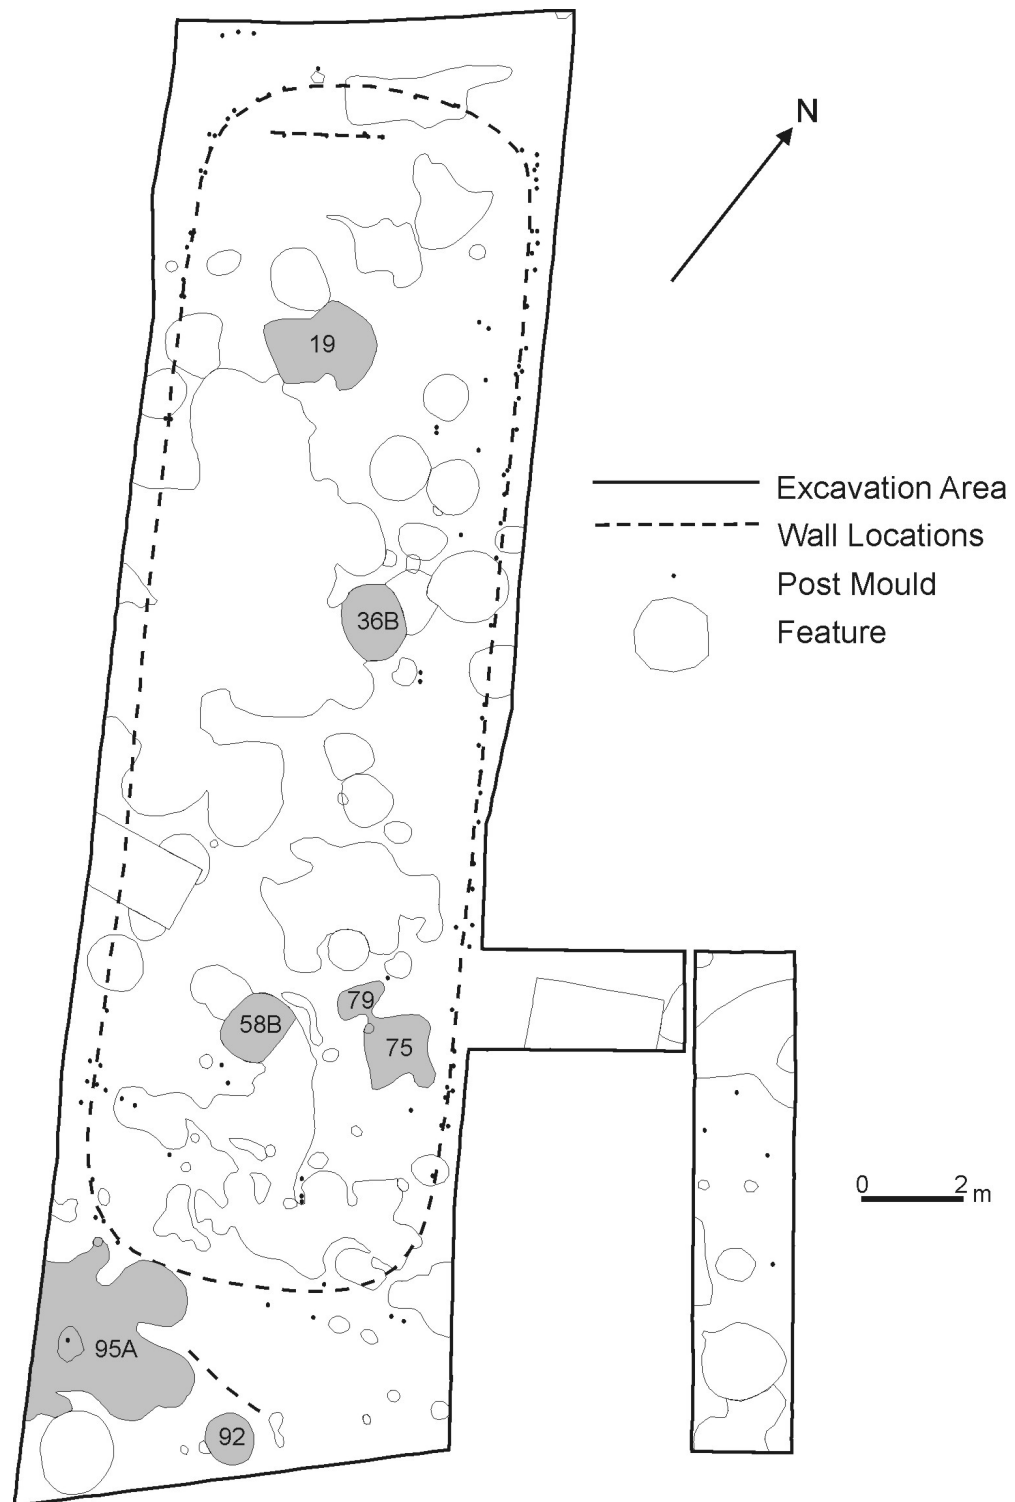 N
19
Excavation Area
Wall Locations
Post Mould
Feature
36B
79
58B
75
0 2 m
95A
92